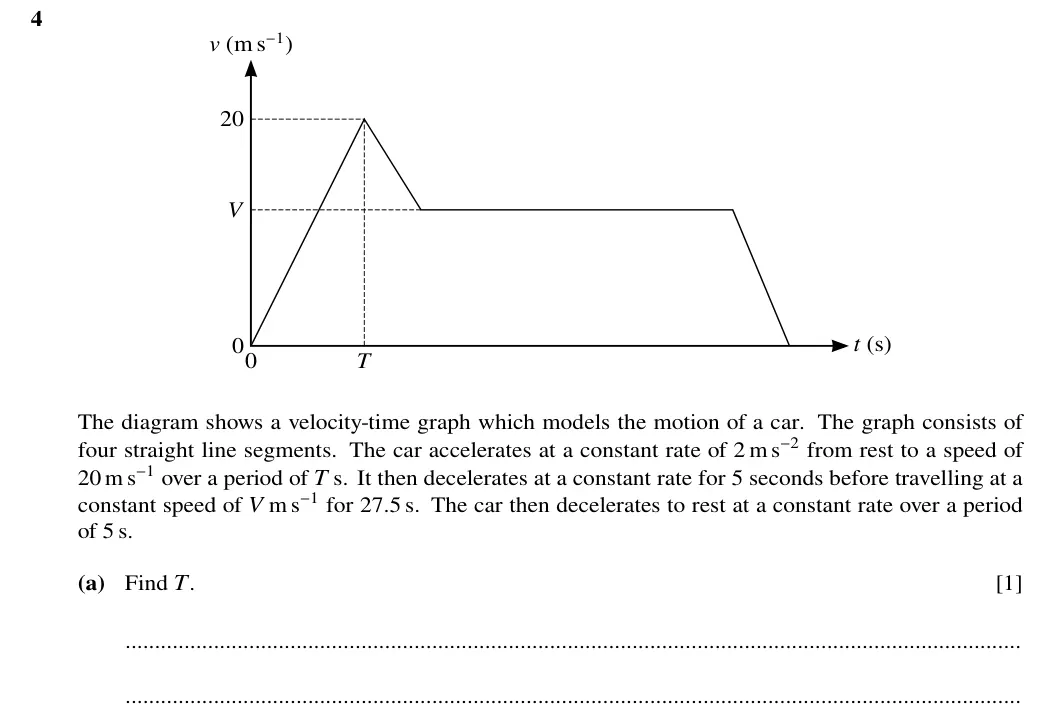 4
v (m s⁻¹)
20
V
0
0
T
t (s)
The diagram shows a velocity-time graph which models the motion of a car. The graph consists of
four straight line segments. The car accelerates at a constant rate of 2 m s⁻² from rest to a speed of
20 m s⁻¹ over a period of T s. It then decelerates at a constant rate for 5 seconds before travelling at a
constant speed of V m s⁻¹ for 27.5 s. The car then decelerates to rest at a constant rate over a period
of 5 s.
(a) Find T. [1]